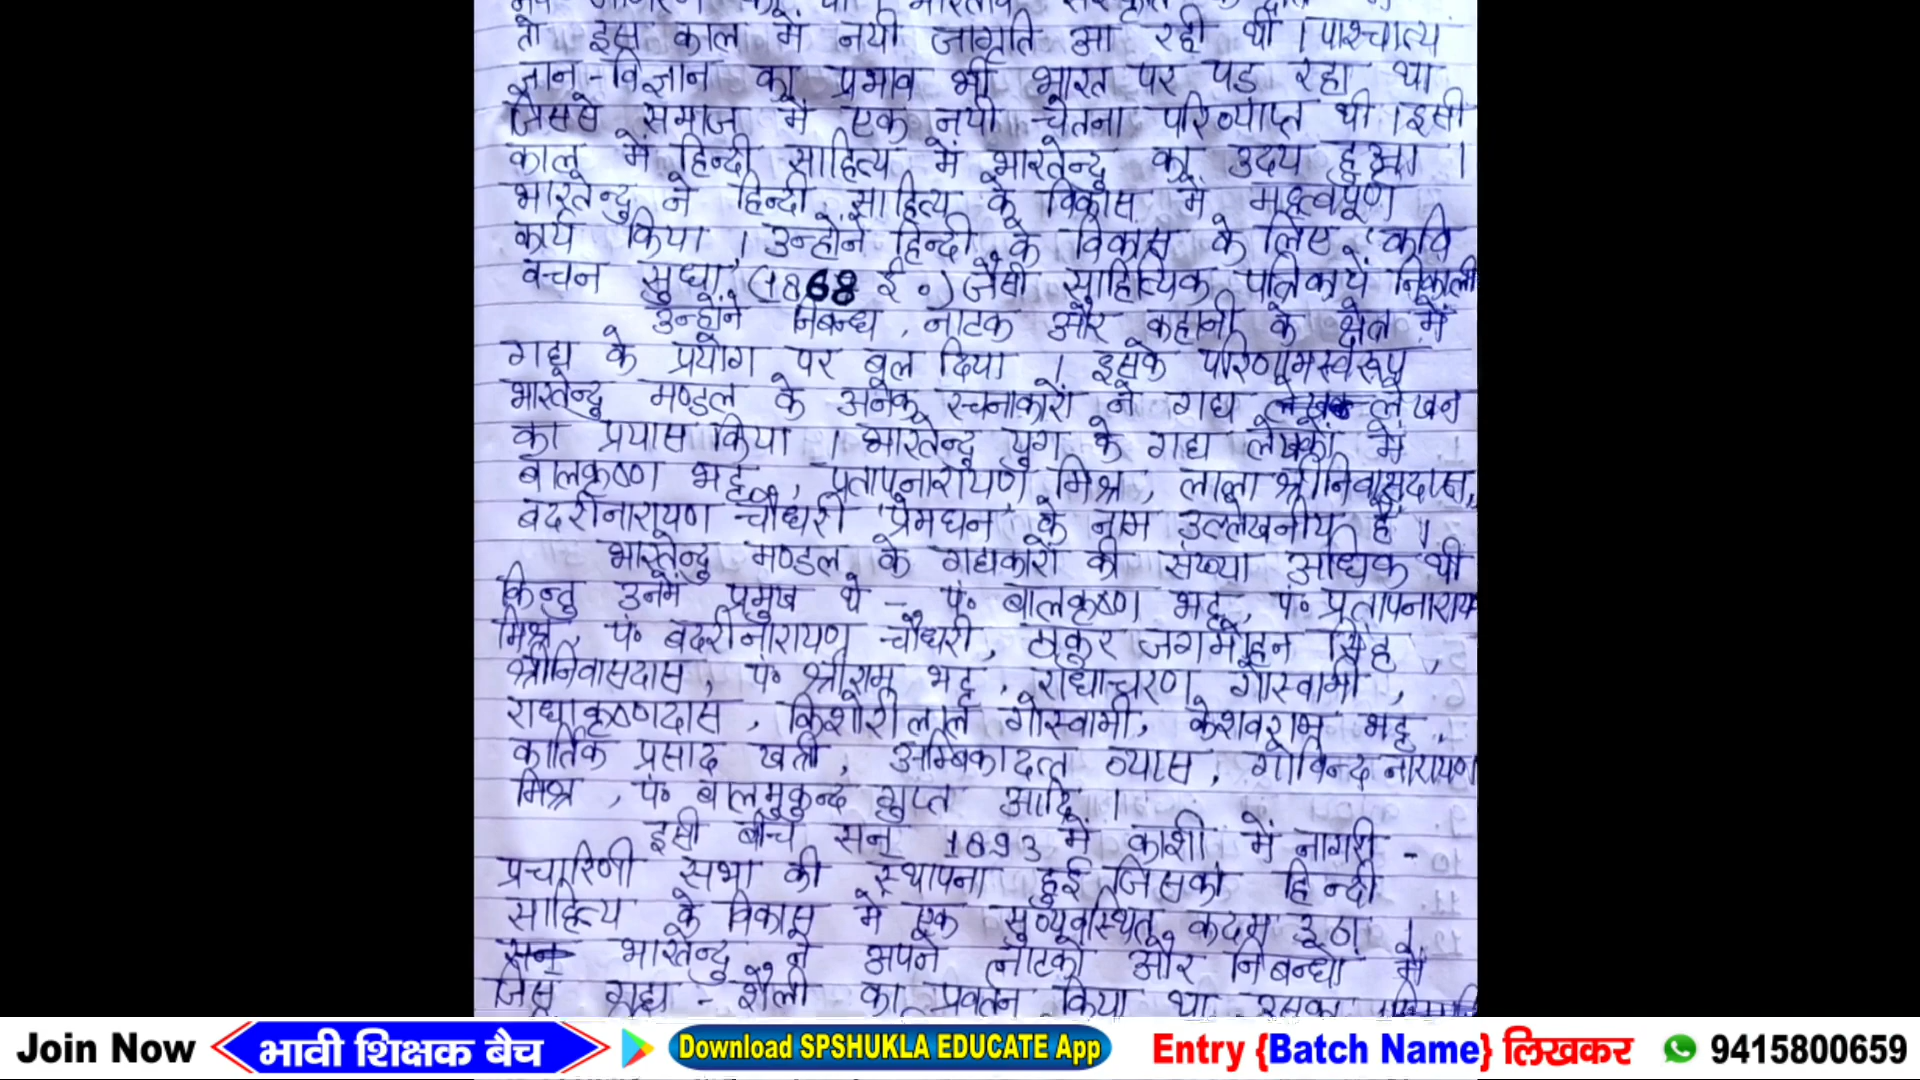 तो इस काल में नयी जागृति आ रही थी । पाश्चात्य
ज्ञान - विज्ञान का प्रभाव भी भारत पर पड़ रहा था
जिससे समाज में एक नयी चेतना परिव्याप्त थी । इसी
काल में हिन्दी साहित्य में भारतेन्दु का उदय हुआ ।
भारतेन्दु ने हिन्दी साहित्य के विकास में महत्वपूर्ण
कार्य किया । उन्होंने हिन्दी के विकास के लिए 'कवि
वचन सुधा' (1868 ई०) जैसी साहित्यिक पत्रिकायें निकाली
उन्होंने निबन्ध, नाटक और कहानी के क्षेत्र में
गद्य के प्रयोग पर बल दिया । इसके परिणामस्वरूप
भारतेन्दु मण्डल के अनेक रचनाकारों ने गद्य लेखन
का प्रयास किया । भारतेन्दु युग के गद्य लेखकों में
बालकृष्ण भट्ट, प्रतापनारायण मिश्र, लाला श्रीनिवासदास,
बदरीनारायण चौधरी 'प्रेमघन' के नाम उल्लेखनीय हैं ।
भारतेन्दु मण्डल के गद्यकारों की संख्या अधिक थी
किन्तु उनमें प्रमुख थे - पं० बालकृष्ण भट्ट, पं० प्रतापनाराय
मिश्र, पं० बदरीनारायण चौधरी, ठाकुर जगमोहन सिंह,
श्रीनिवासदास, पं० श्रीराम भट्ट, राधाचरण गोस्वामी,
राधाकृष्णदास, किशोरीलाल गोस्वामी, केशवराम भट्ट,
कार्तिक प्रसाद खत्री, अम्बिकादत्त व्यास, गोविन्द नारायण
मिश्र, पं० बालमुकुन्द गुप्त आदि ।
इसी बीच सन् 1893 में काशी में नागरी -
प्रचारिणी सभा की स्थापना हुई जिसका हिन्दी
साहित्य के विकास में एक सुव्यवस्थित कदम उठा ।
भारतेन्दु ने अपने नाटकों और निबन्धों में
जिस गद्य - शैली का प्रवर्तन किया था उसका
Join Now भावी शिक्षक बैच Download SPSHUKLA EDUCATE App Entry {Batch Name} लिखकर 9415800659